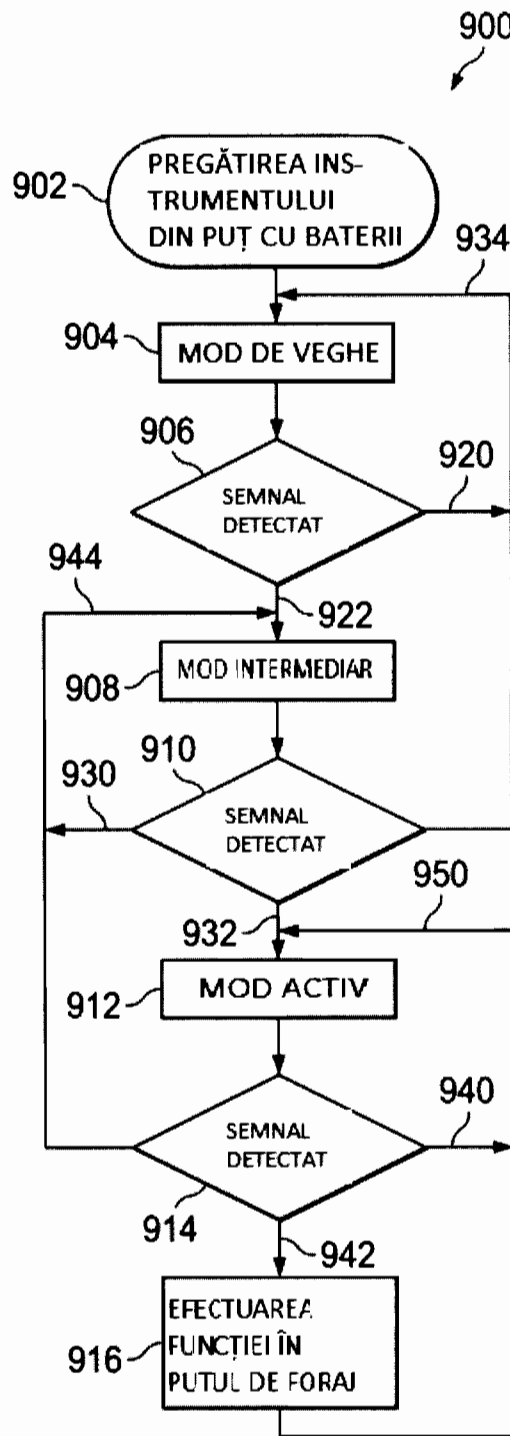 900
PREGĂTIREA INS-
TRUMENTULUI
DIN PUȚ CU BATERII
902
934
904
MOD DE VEGHE
906
920
SEMNAL
DETECTAT
944
922
908
MOD INTERMEDIAR
910
930
SEMNAL
DETECTAT
950
932
912
MOD ACTIV
940
SEMNAL
DETECTAT
914
942
EFECTUAREA
FUNCȚIEI ÎN
PUTUL DE FORAJ
916